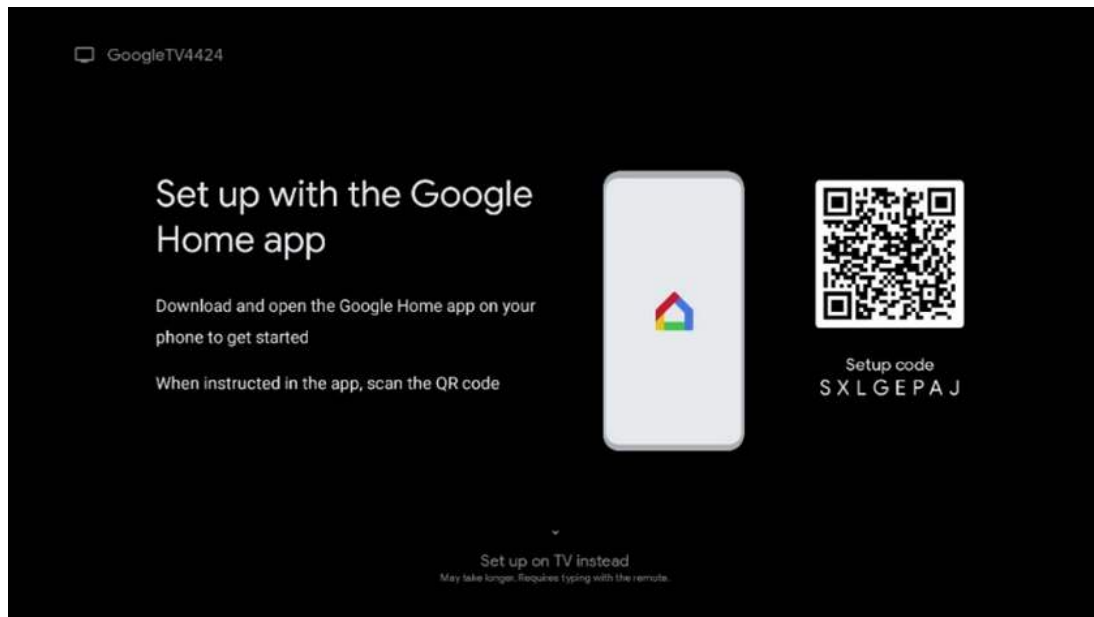 GoogleTV4424
Set up with the Google
Home app
Download and open the Google Home app on your
phone to get started
When instructed in the app, scan the QR code
Setup code
SXLGEPAJ
Set up on TV instead
May take longer. Requires typing with the remote.